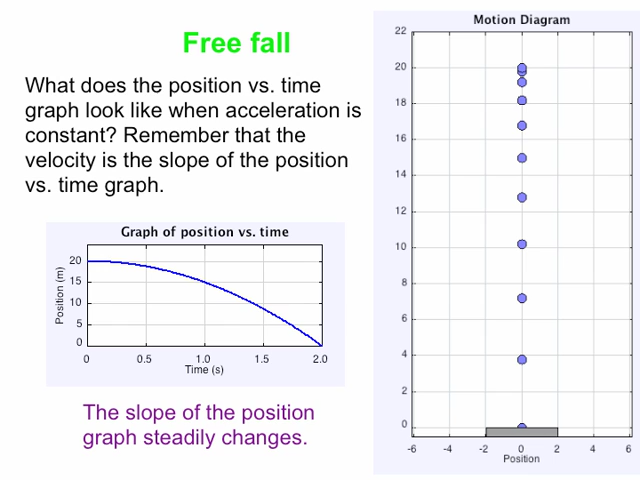 Free fall
What does the position vs. time
graph look like when acceleration is
constant? Remember that the
velocity is the slope of the position
vs. time graph.
Graph of position vs. time
Position (m)
20
15
10
5
0
0 0.5 1.0 1.5 2.0
Time (s)
The slope of the position
graph steadily changes.
Motion Diagram
22
20
18
16
14
12
10
8
6
4
2
0
-6 -4 -2 0 2 4 6
Position